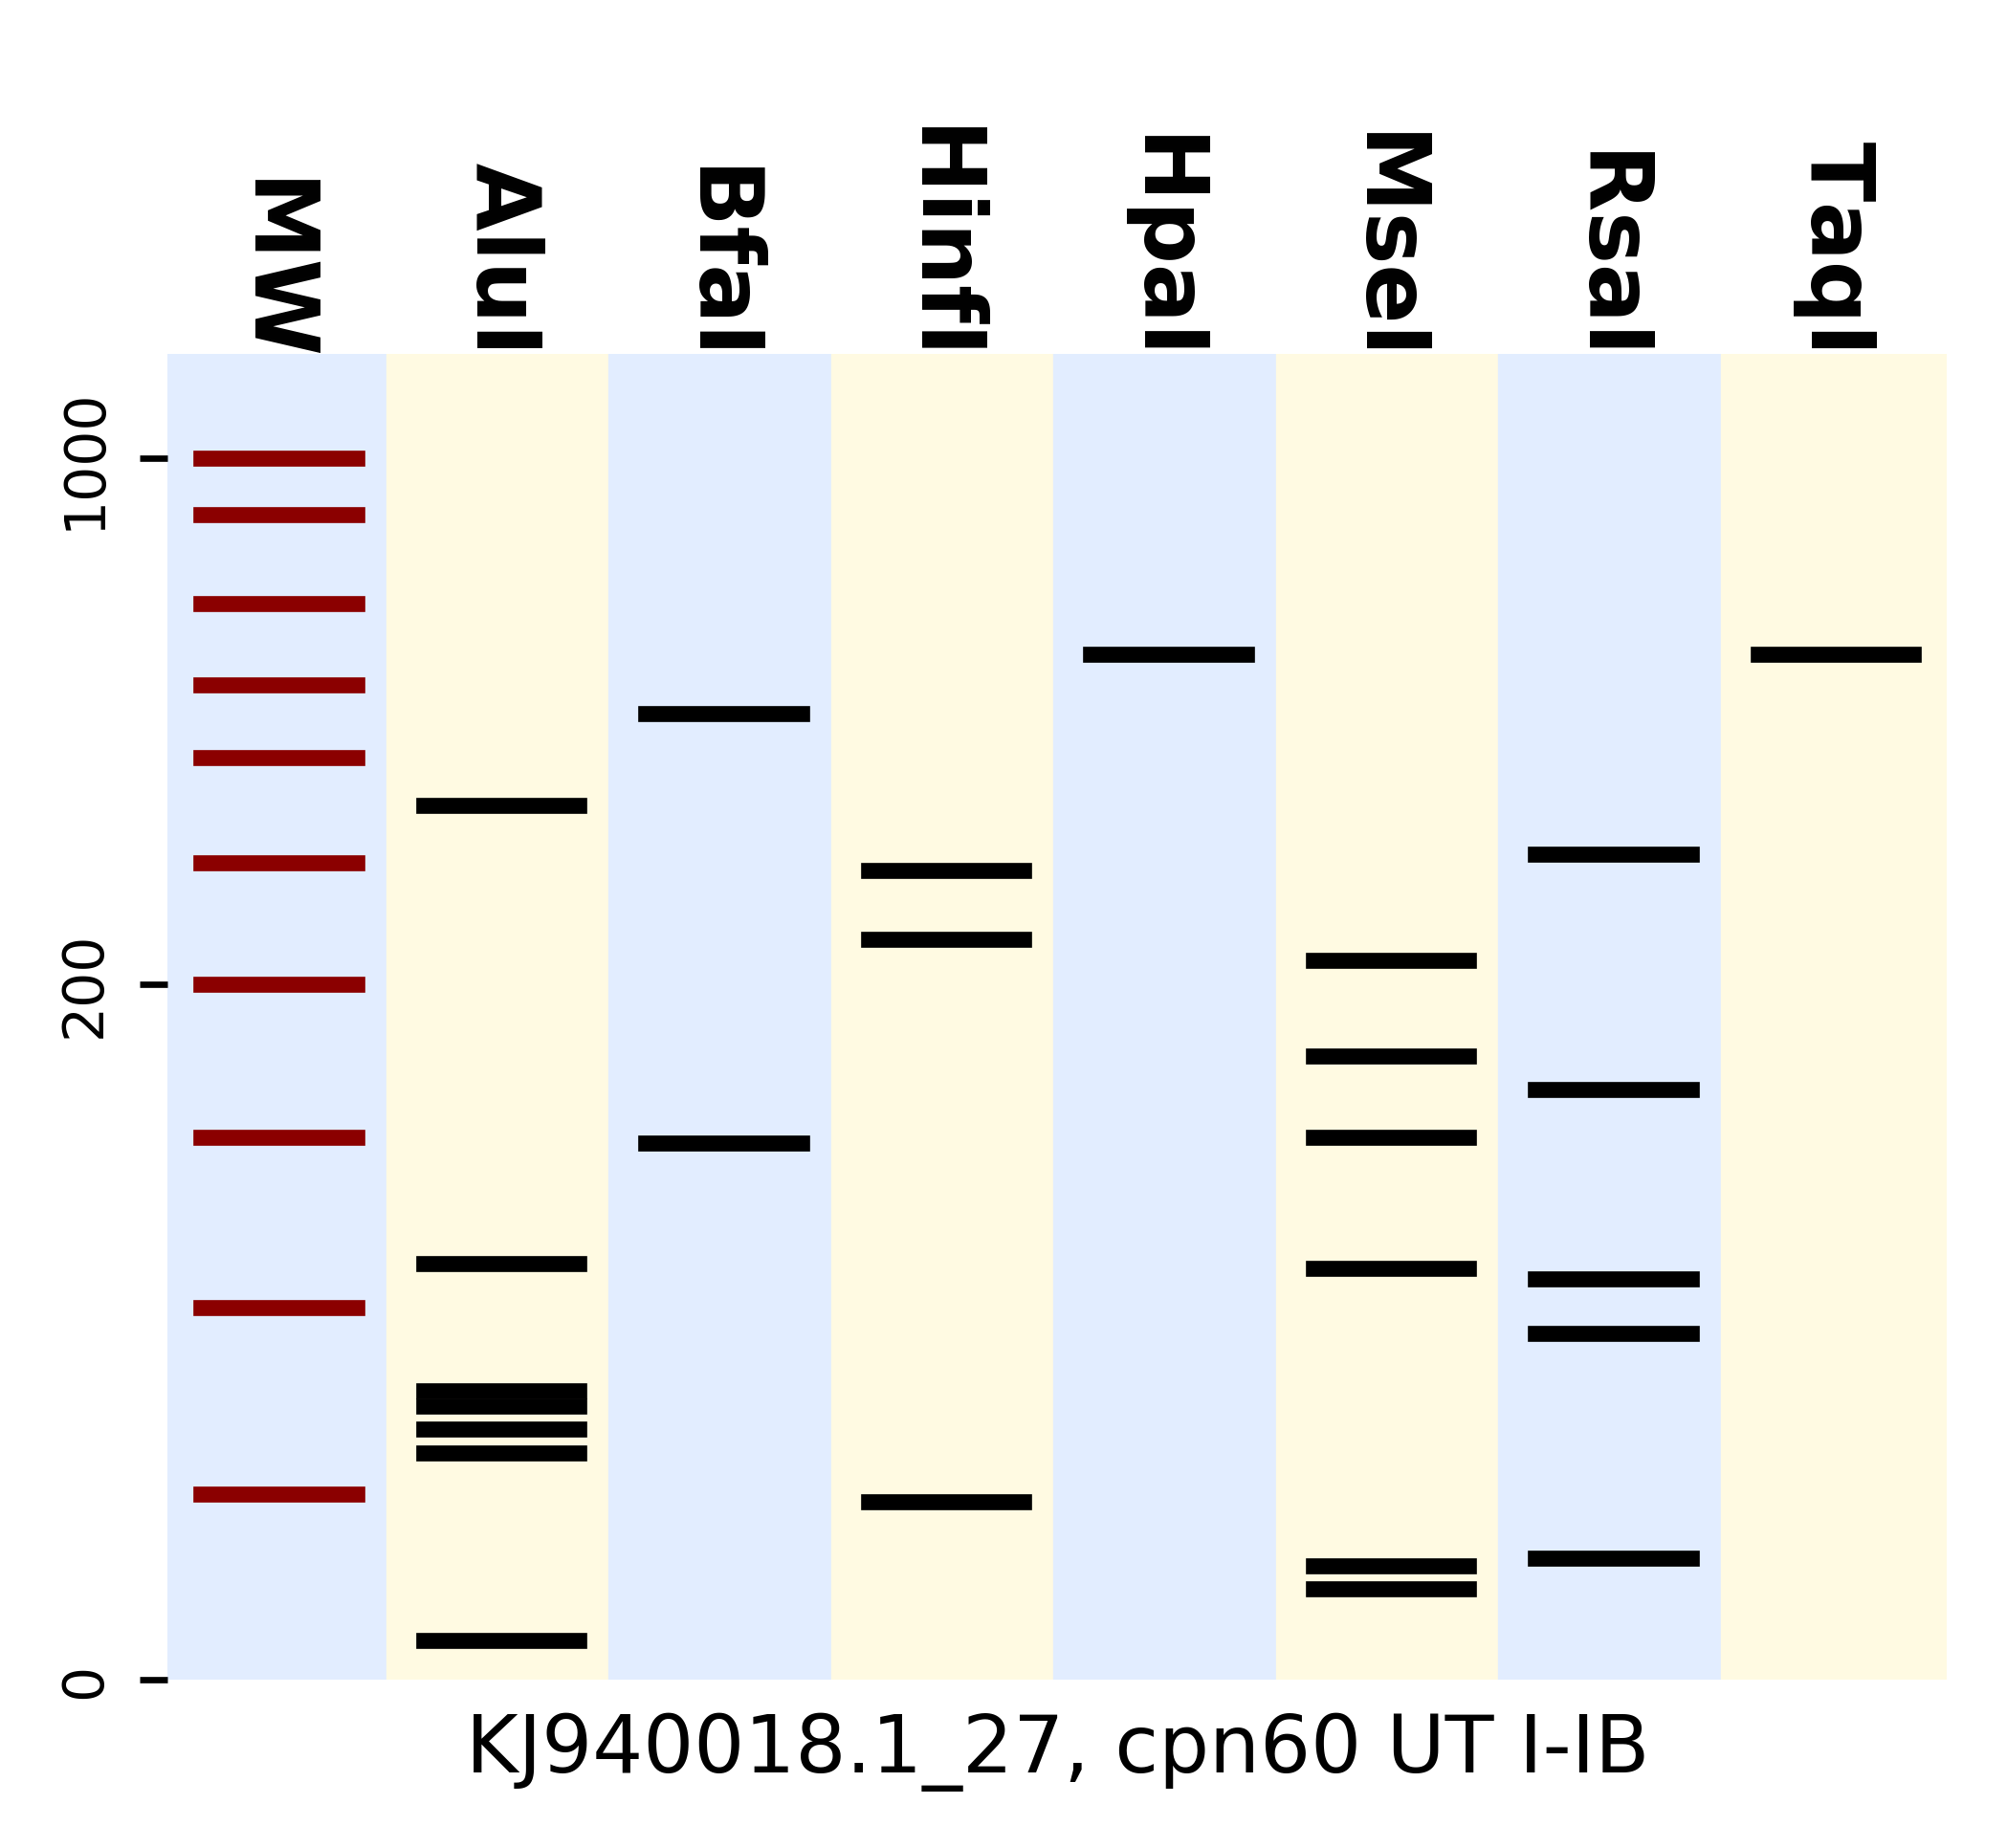 MW
AluI
BfaI
HinfI
HpaI
MseI
RsaI
TaqI
1000
200
0
KJ940018.1_27, cpn60 UT I-IB